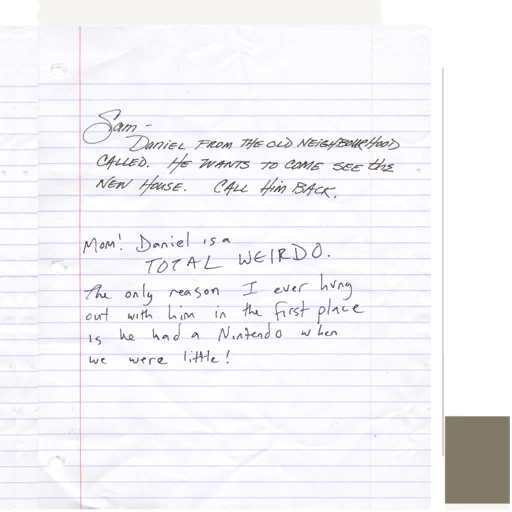 Sam -
Daniel FROM THE OLD NEIGHBOURHOOD
CALLED. HE WANTS TO COME SEE the
NEW HOUSE. CALL HIM BACK.
Mom! Daniel is a
TOTAL WEIRDO.
The only reason I ever hung
out with him in the first place
is he had a Nintendo when
we were little!